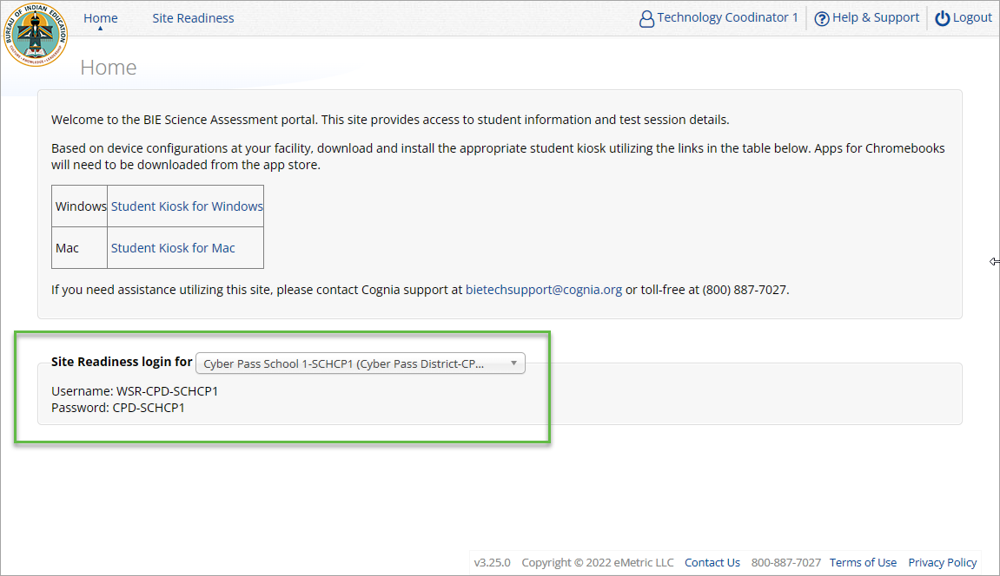 BUREAU OF INDIAN EDUCATION
CULTURE • KNOWLEDGE • LEADERSHIP
Home Site Readiness Technology Coodinator 1 Help & Support Logout
Home
Welcome to the BIE Science Assessment portal. This site provides access to student information and test session details.
Based on device configurations at your facility, download and install the appropriate student kiosk utilizing the links in the table below. Apps for Chromebooks
will need to be downloaded from the app store.
Windows Student Kiosk for Windows
Mac Student Kiosk for Mac
If you need assistance utilizing this site, please contact Cognia support at bietechsupport@cognia.org or toll-free at (800) 887-7027.
Site Readiness login for Cyber Pass School 1-SCHCP1 (Cyber Pass District-CP...
Username: WSR-CPD-SCHCP1
Password: CPD-SCHCP1
v3.25.0 Copyright © 2022 eMetric LLC Contact Us 800-887-7027 Terms of Use Privacy Policy